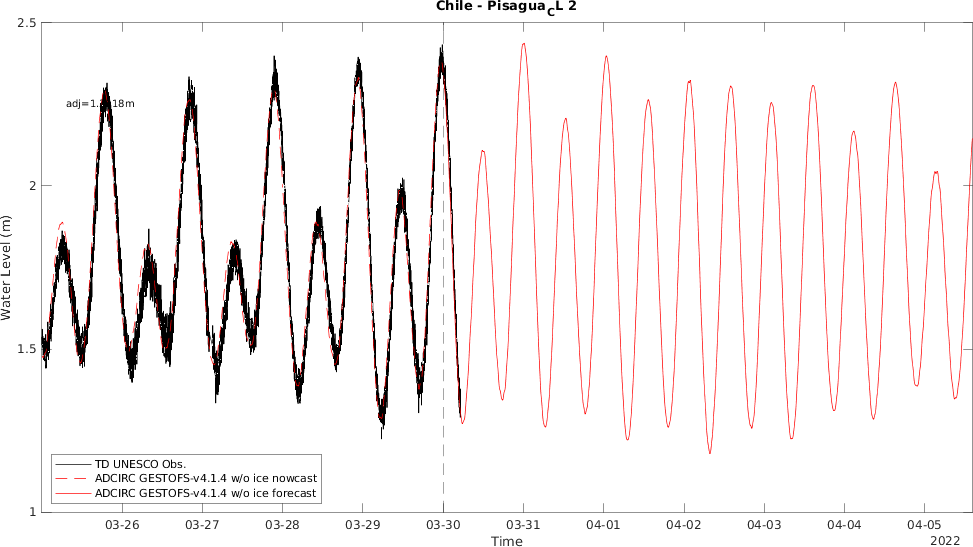 Chile - PisaguaCL 2
2.5
adj=1.
18m
2
Water Level (m)
1.5
TD UNESCO Obs.
ADCIRC GESTOFS-v4.1.4 w/o ice nowcast
ADCIRC GESTOFS-v4.1.4 w/o ice forecast
1
03-26 03-27 03-28 03-29 03-30 03-31 04-01 04-02 04-03 04-04 04-05
Time
2022